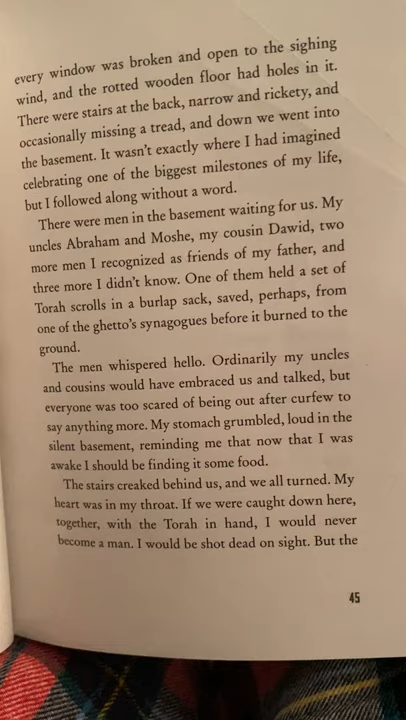 every window was broken and open to the sighing
wind, and the rotted wooden floor had holes in it.
There were stairs at the back, narrow and rickety, and
occasionally missing a tread, and down we went into
the basement. It wasn't exactly where I had imagined
celebrating one of the biggest milestones of my life,
but I followed along without a word.
There were men in the basement waiting for us. My
uncles Abraham and Moshe, my cousin Dawid, two
more men I recognized as friends of my father, and
three more I didn't know. One of them held a set of
Torah scrolls in a burlap sack, saved, perhaps, from
one of the ghetto's synagogues before it burned to the
ground.
The men whispered hello. Ordinarily my uncles
and cousins would have embraced us and talked, but
everyone was too scared of being out after curfew to
say anything more. My stomach grumbled, loud in the
silent basement, reminding me that now that I was
awake I should be finding it some food.
The stairs creaked behind us, and we all turned. My
heart was in my throat. If we were caught down here,
together, with the Torah in hand, I would never
become a man. I would be shot dead on sight. But the
45